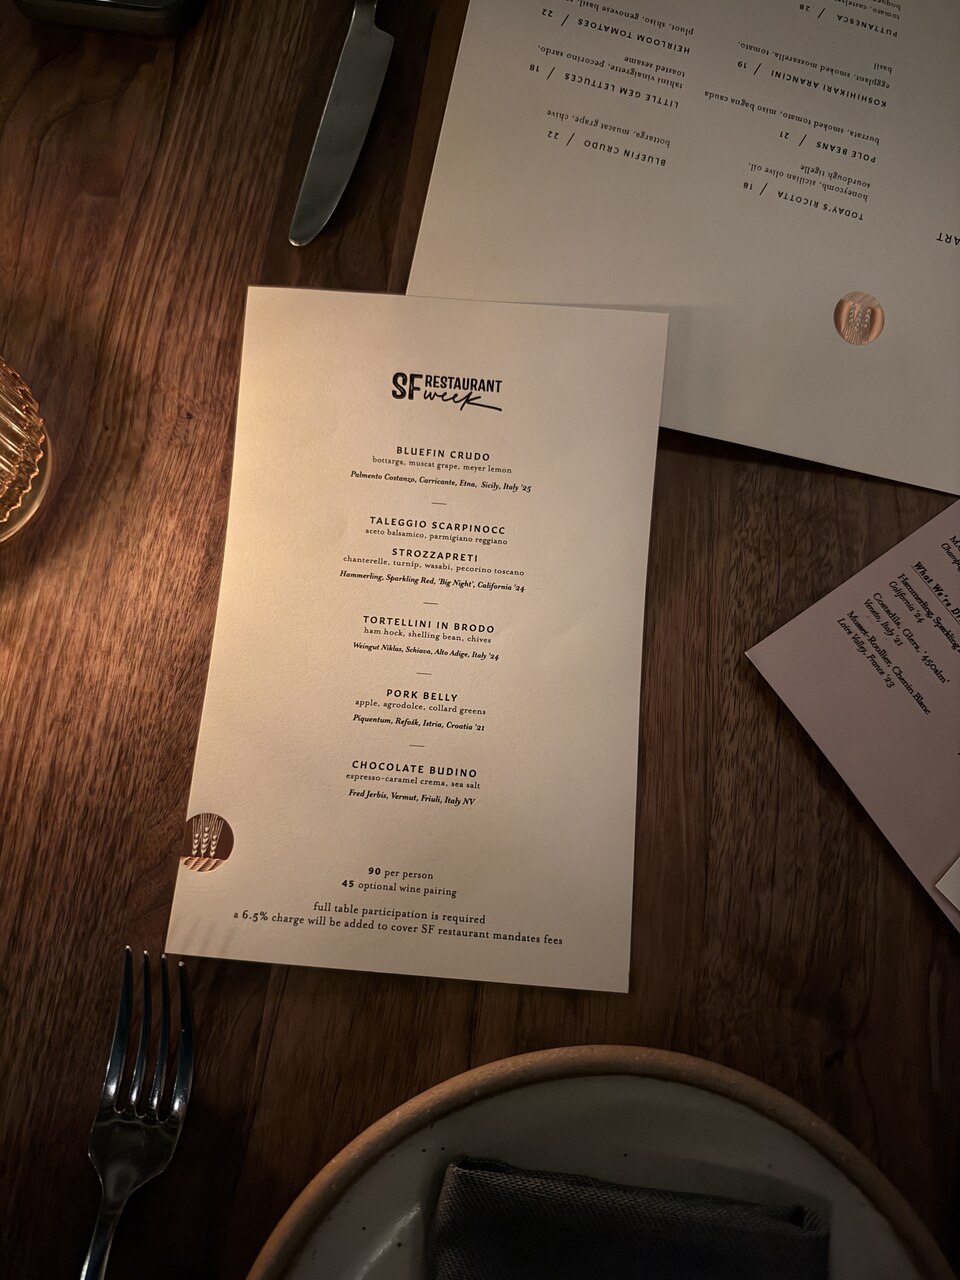 SF RESTAURANT
week
BLUEFIN CRUDO
bottarga, muscat grape, meyer lemon
Palmento Costanzo, Carricante, Etna, Sicily, Italy '25
TALEGGIO SCARPINOCC
aceto balsamico, parmigiano reggiano
STROZZAPRETI
chanterelle, turnip, wasabi, pecorino toscano
Hammerling, Sparkling Red, 'Big Night', California '24
TORTELLINI IN BRODO
ham hock, shelling bean, chives
Weingut Niklas, Schiava, Alto Adige, Italy '24
PORK BELLY
apple, agrodolce, collard greens
Piquentum, Refošk, Istria, Croatia '21
CHOCOLATE BUDINO
espresso-caramel crema, sea salt
Fred Jerbis, Vermut, Friuli, Italy NV
90 per person
45 optional wine pairing
full table participation is required
a 6.5% charge will be added to cover SF restaurant mandates fees
TODAY'S RICOTTA / 18
honeycomb, sicilian olive oil,
sourdough tigelle
POLE BEANS / 21
burrata, smoked tomato, miso bagna cauda
KOSHIHIKARI ARANCINI / 19
eggplant, smoked mozzarella, tomato,
basil
PUTTANESCA / 28
BLUEFIN CRUDO / 22
bottarga, muscat grape, chive
LITTLE GEM LETTUCES / 18
tahini vinaigrette, pecorino sardo,
toasted sesame
HEIRLOOM TOMATOES / 22
pluot, shiso, genovese basil,
What We're
Hammerling, Sparkling
California '24
Costadila, Glera, '450slm'
Veneto, Italy '21
Musset-Roullier, Chenin Blanc
Loire Valley, France '23